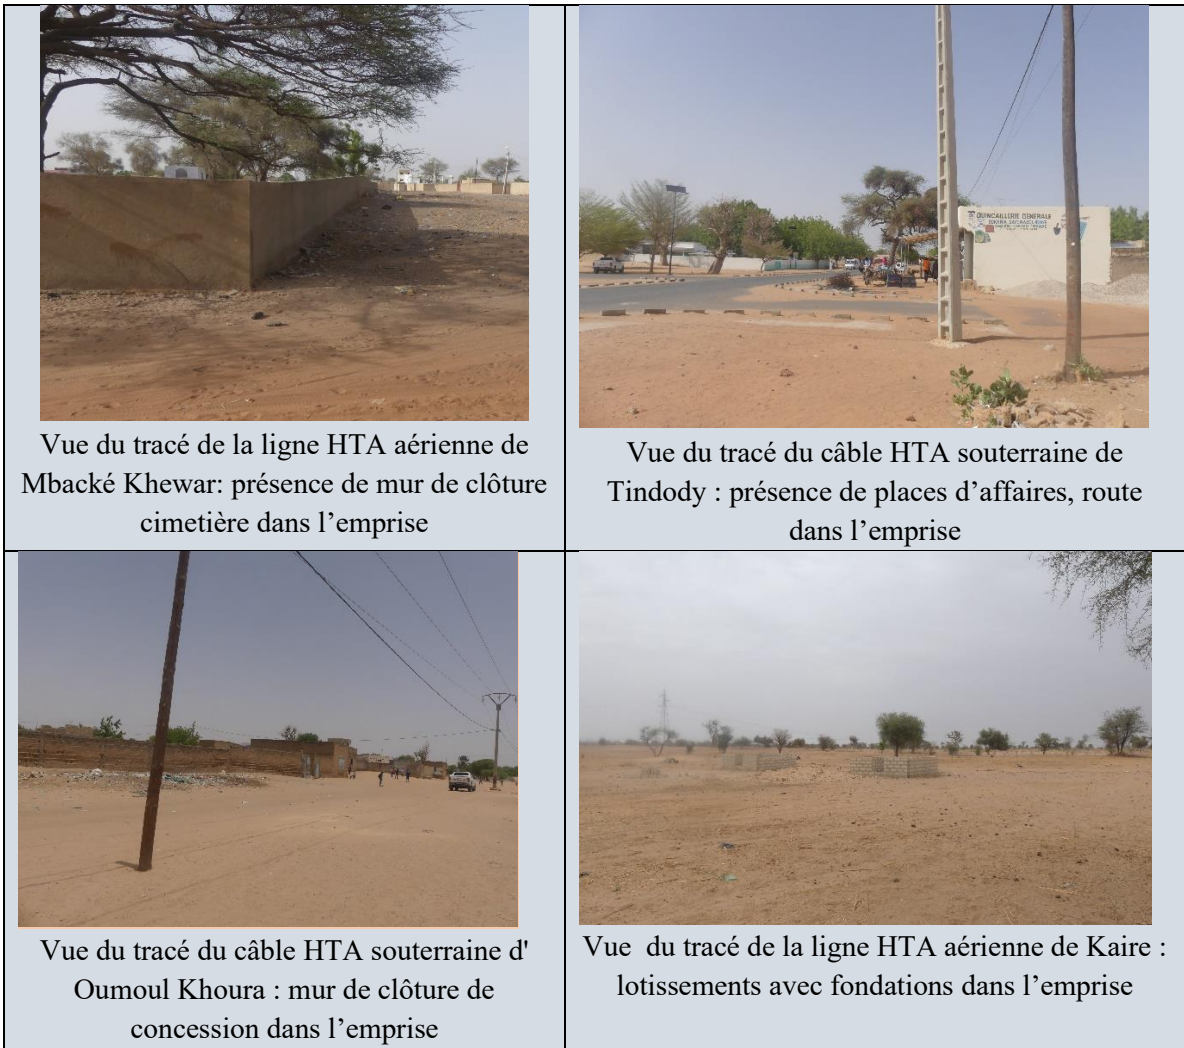 QUINCAILLERIE GENERALE
Vue du tracé de la ligne HTA aérienne de
Mbacké Khewar: présence de mur de clôture
cimetière dans l’emprise
Vue du tracé du câble HTA souterraine de
Tindody : présence de places d’affaires, route
dans l’emprise
Vue du tracé du câble HTA souterraine d'
Oumoul Khoura : mur de clôture de
concession dans l’emprise
Vue du tracé de la ligne HTA aérienne de Kaire :
lotissements avec fondations dans l’emprise